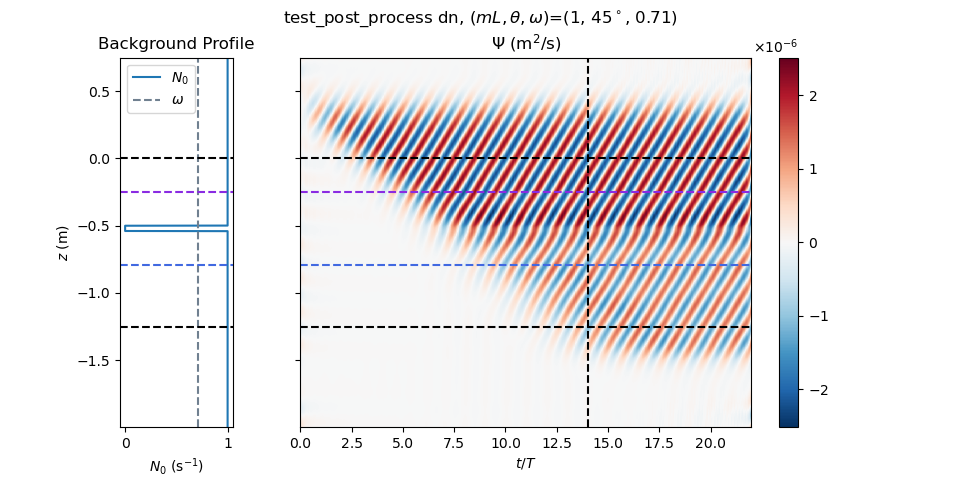 test_post_process dn, (mL, θ, ω)=(1, 45°, 0.71)
Background Profile
Ψ (m²/s)
×10⁻⁶
N₀
ω
0.5
0.0
−0.5
−1.0
−1.5
z (m)
0
1
N₀ (s⁻¹)
0.0
2.5
5.0
7.5
10.0
12.5
15.0
17.5
20.0
t/T
2
1
0
−1
−2